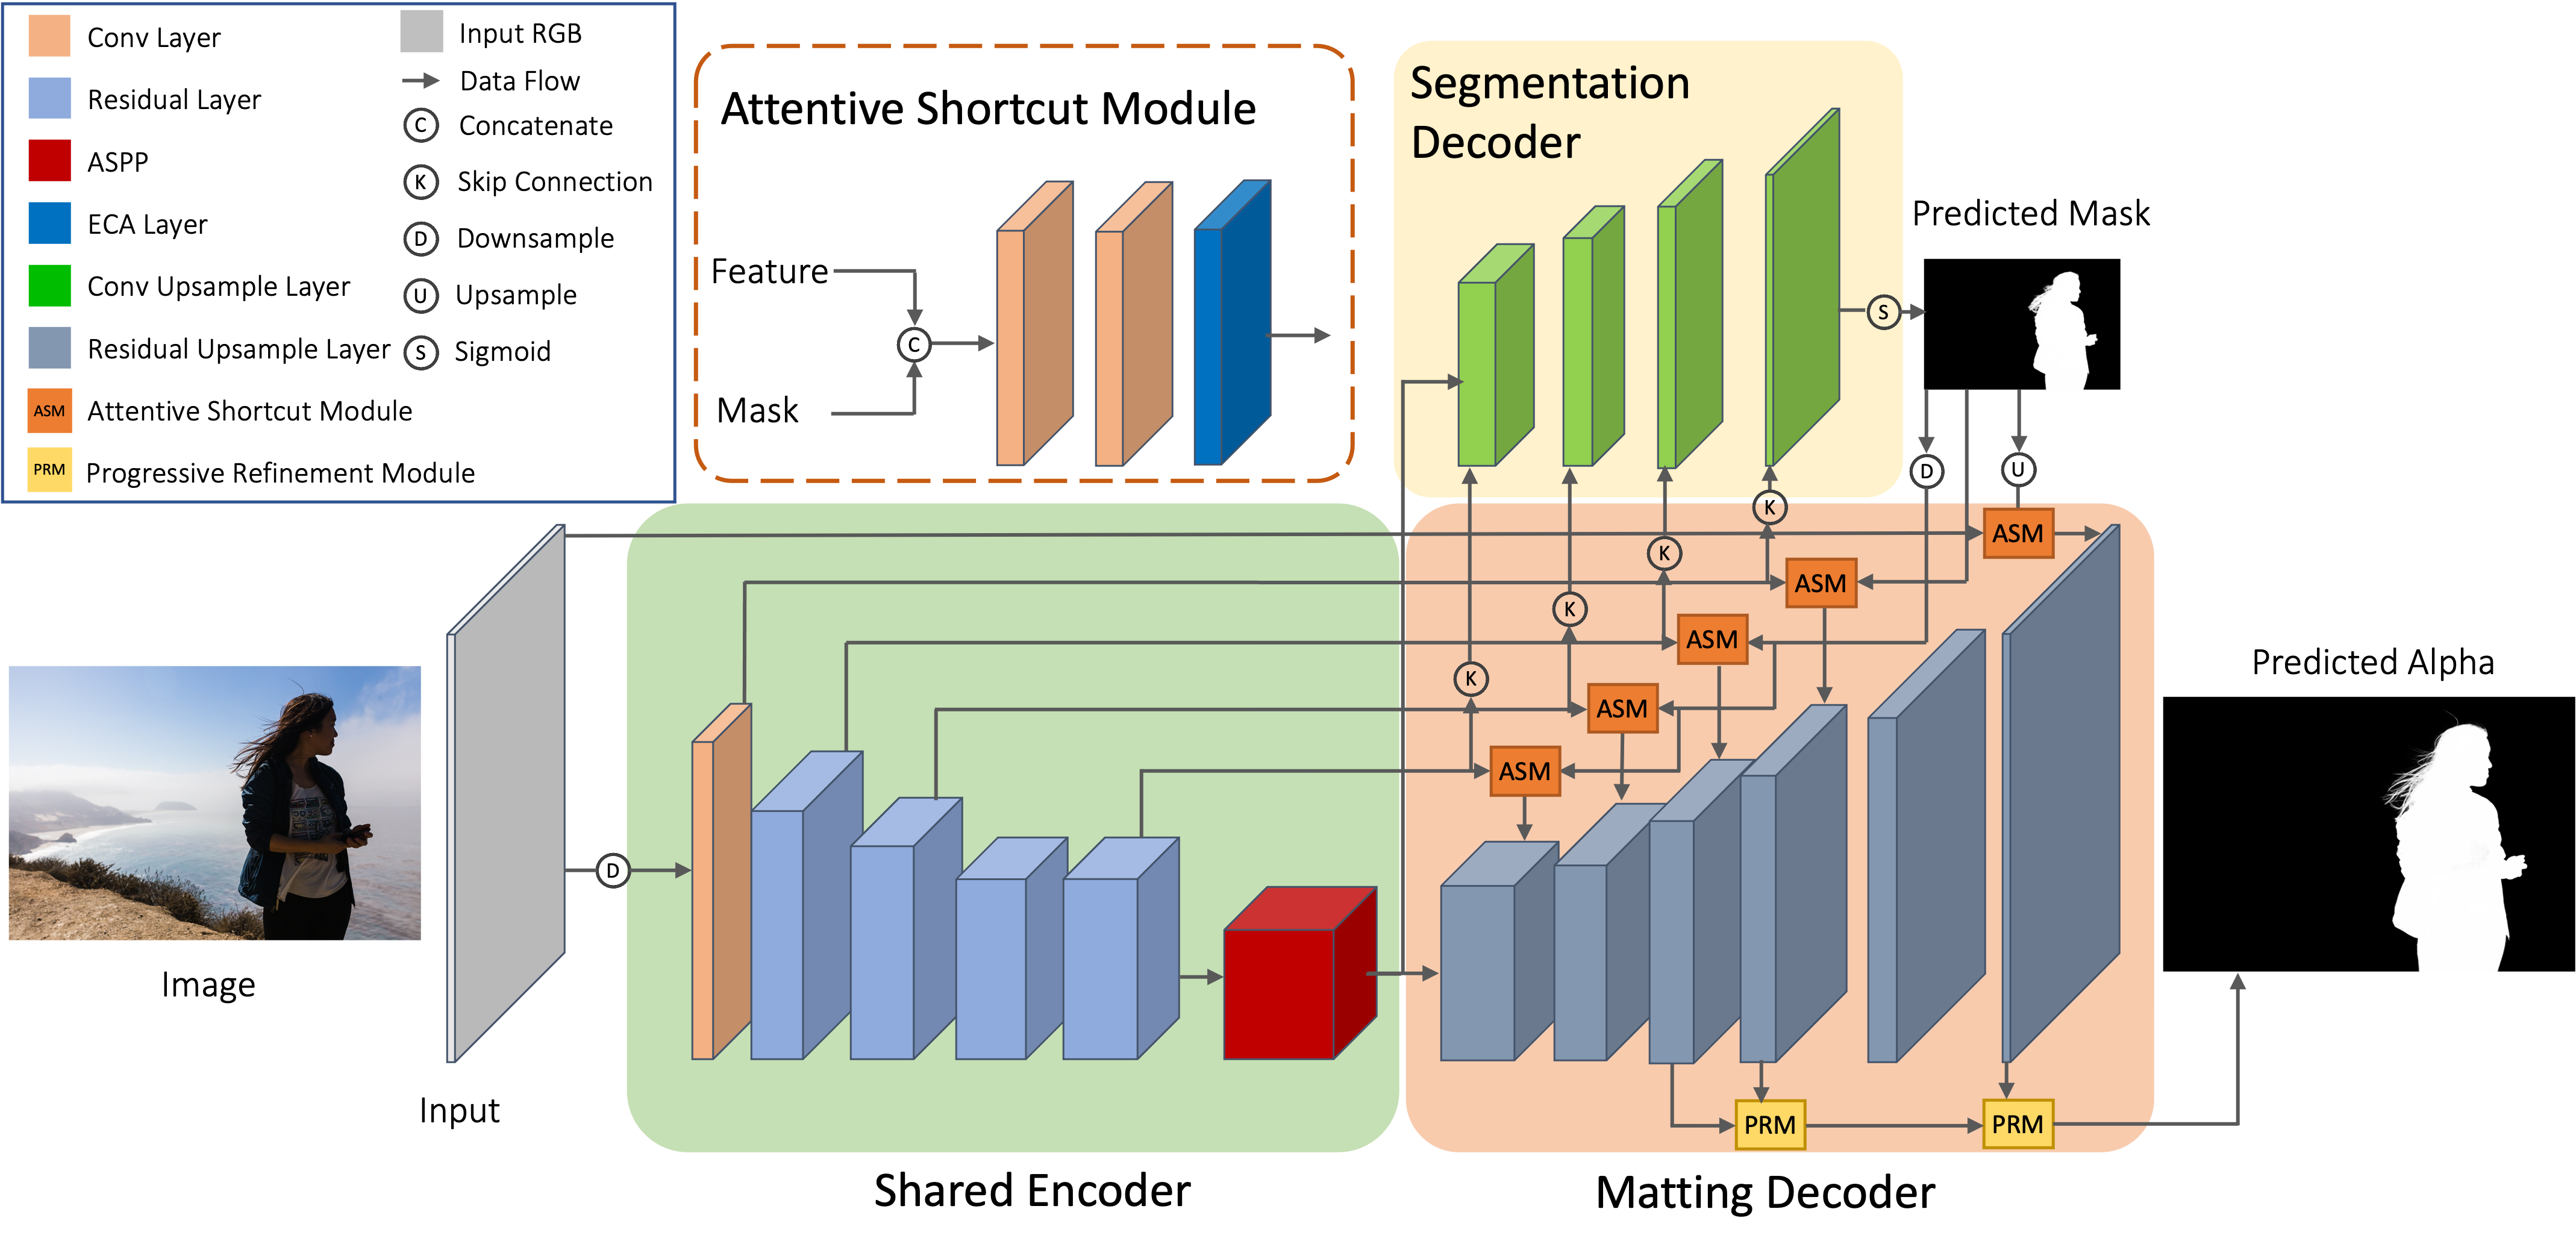 Conv Layer
Residual Layer
ASPP
ECA Layer
Conv Upsample Layer
Residual Upsample Layer
ASM Attentive Shortcut Module
PRM Progressive Refinement Module
Input RGB
Data Flow
C Concatenate
K Skip Connection
D Downsample
U Upsample
S Sigmoid
Attentive Shortcut Module
Feature
C
Mask
Segmentation
Decoder
S
Predicted Mask
D
U
K
ASM
K
ASM
K
ASM
K
ASM
ASM
Predicted Alpha
D
Image
Input
PRM
PRM
Shared Encoder
Matting Decoder